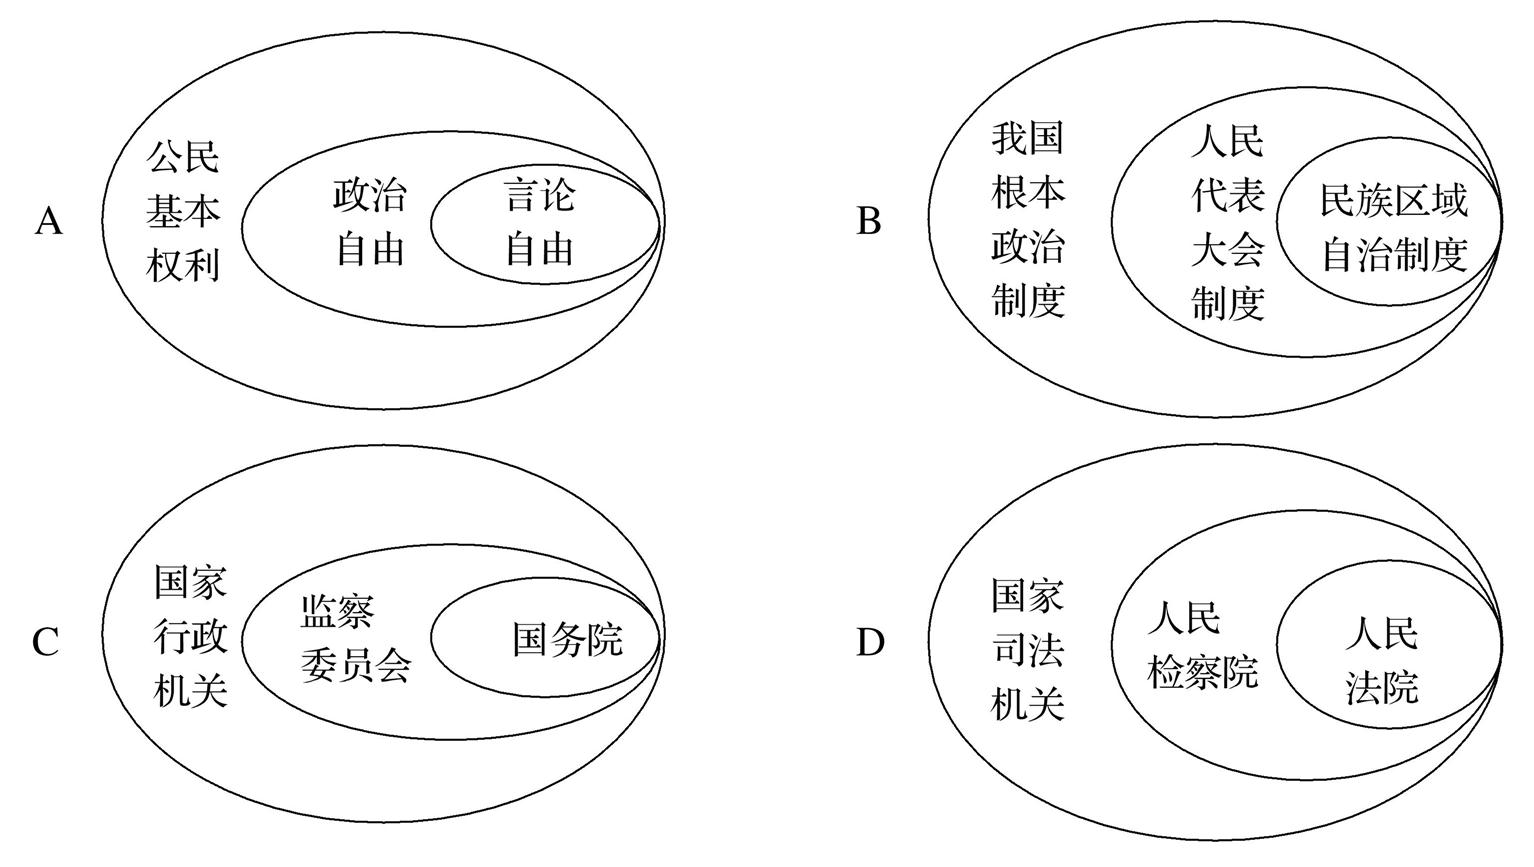 A
公民
基本
权利
政治
自由
言论
自由
B
我国
根本
政治
制度
人民
代表
大会
制度
民族区域
自治制度
C
国家
行政
机关
监察
委员会
国务院
D
国家
司法
机关
人民
检察院
人民
法院